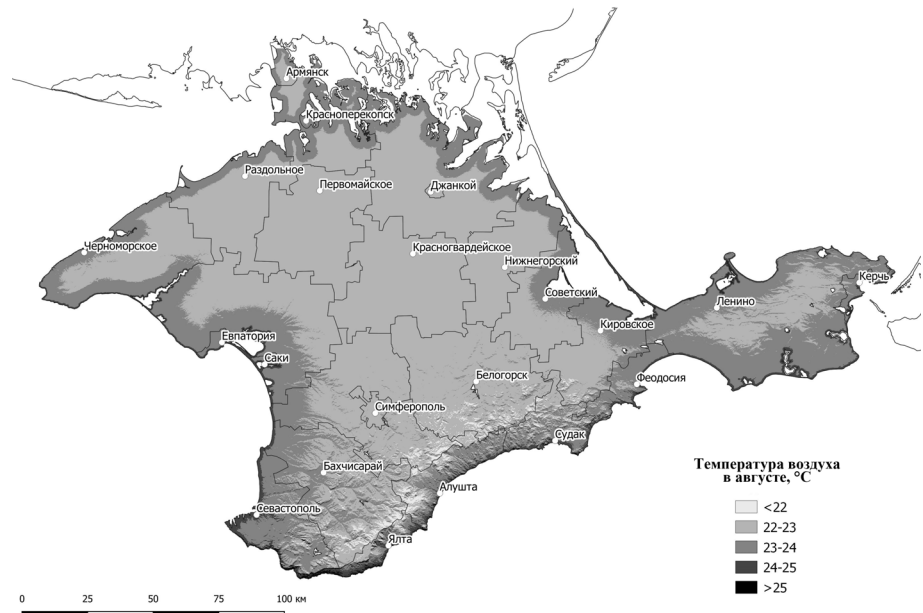 Армянск
Красноперекопск
Раздольное
Первомайское
Джанкой
Черноморское
Красногвардейское
Нижнегорский
Керчь
Советский
Ленино
Кировское
Евпатория
Саки
Белогорск
Феодосия
Симферополь
Судак
Бахчисарай
Алушта
Севастополь
Ялта
Температура воздуха
в августе, °C
<22
22-23
23-24
24-25
>25
0 25 50 75 100 км